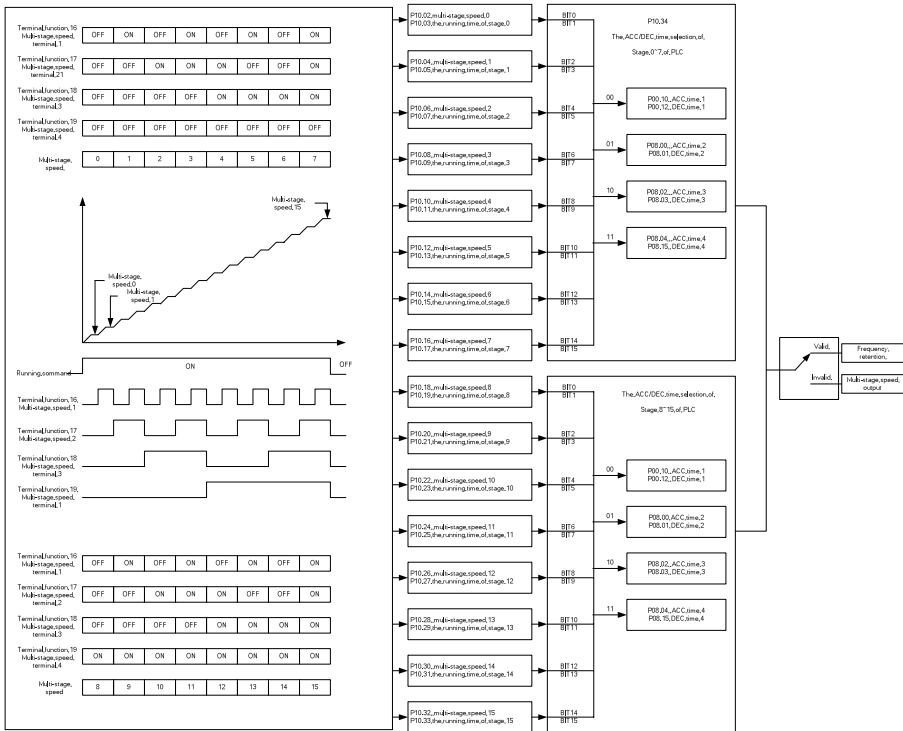 Terminal,function,16
Multi-stage,speed,
terminal,1
OFF ON OFF ON OFF ON OFF ON
Terminal,function,17
Multi-stage,speed,
terminal,21
OFF OFF ON ON OFF OFF ON ON
Terminal,function,18
Multi-stage,speed,
terminal,3
OFF OFF OFF OFF ON ON ON ON
Terminal,function,19
Multi-stage,speed,
terminal,4
OFF OFF OFF OFF OFF OFF OFF OFF
Multi-stage,
speed,
0 1 2 3 4 5 6 7
Multi-stage,
speed,15
Multi-stage,
speed,0
Multi-stage,
speed,1
Running,command
ON
OFF
Terminal,function,16,
Multi-stage,speed,1
Terminal,function,17
Multi-stage,speed,2
Terminal,function,18
Multi-stage,speed,
terminal,3
Terminal,function,19,
Multi-stage,speed,
terminal,1
Terminal,function,16
Multi-stage,speed,
terminal,1
OFF ON OFF ON OFF ON OFF ON
Terminal,function,17
Multi-stage,speed,
terminal,2
OFF OFF ON ON OFF OFF ON ON
Terminal,function,18
Multi-stage,speed,
terminal,3
OFF OFF OFF OFF ON ON ON ON
Terminal,function,19
Multi-stage,speed,
terminal,4
ON ON ON ON ON ON ON ON
Multi-stage,
speed
8 9 10 11 12 13 14 15
P10.02,,multi-stage,speed,0
P10.03,the,running,time,of,stage,0
P10.04,,multi-stage,speed,1
P10.05,the,running,time,of,stage,1
P10.06,,multi-stage,speed,2
P10.07,the,running,time,of,stage,2
P10.08,,multi-stage,speed,3
P10.09,the,running,time,of,stage,3
P10.10,,multi-stage,speed,4
P10.11,the,running,time,of,stage,4
P10.12,,multi-stage,speed,5
P10.13,the,running,time,of,stage,5
P10.14,,multi-stage,speed,6
P10.15,the,running,time,of,stage,6
P10.16,,multi-stage,speed,7
P10.17,the,running,time,of,stage,7
P10.18,,multi-stage,speed,8
P10.19,the,running,time,of,stage,8
P10.20,,multi-stage,speed,9
P10.21,the,running,time,of,stage,9
P10.22,,multi-stage,speed,10
P10.23,the,running,time,of,stage,10
P10.24,,multi-stage,speed,11
P10.25,the,running,time,of,stage,11
P10.26,,multi-stage,speed,12
P10.27,the,running,time,of,stage,12
P10.28,,multi-stage,speed,13
P10.29,the,running,time,of,stage,13
P10.30,,multi-stage,speed,14
P10.31,the,running,time,of,stage,14
P10.32,,multi-stage,speed,15
P10.33,the,running,time,of,stage,15
BIT0
BIT1
BIT2
BIT3
BIT4
BIT5
BIT6
BIT7
BIT8
BIT9
BIT10
BIT11
BIT12
BIT13
BIT14
BIT15
P10.34
The,ACC/DEC,time,selection,of,
Stage,0~7,of,PLC
00
P00.10,,ACC,time,1
P00.12,,DEC,time,1
01
P08.00,,,ACC,time,2
P08.01,,DEC,time,2
10
P08.02,,,ACC,time,3
P08.03,,,DEC,time,3
11
P08.04,,,ACC,time,4
P08.15,,DEC,time,4
BIT0
BIT1
BIT2
BIT3
BIT4
BIT5
BIT6
BIT7
BIT8
BIT9
BIT10
BIT11
BIT12
BIT13
BIT14
BIT15
The,ACC/DEC,time,selection,of,
Stage,8~15,of,PLC
00
P00.10,,ACC,time,1
P00.12,,DEC,time,1
01
P08.00,ACC,time,2
P08.01,,DEC,time,2
10
P08.02,,ACC,time,3
P08.03,,DEC,time,3
11
P08.04,,ACC,time,4
P08.15,DEC,time,4
Valid,
Frequency,
retention,
Invalid,
Multi-stage,speed,
output